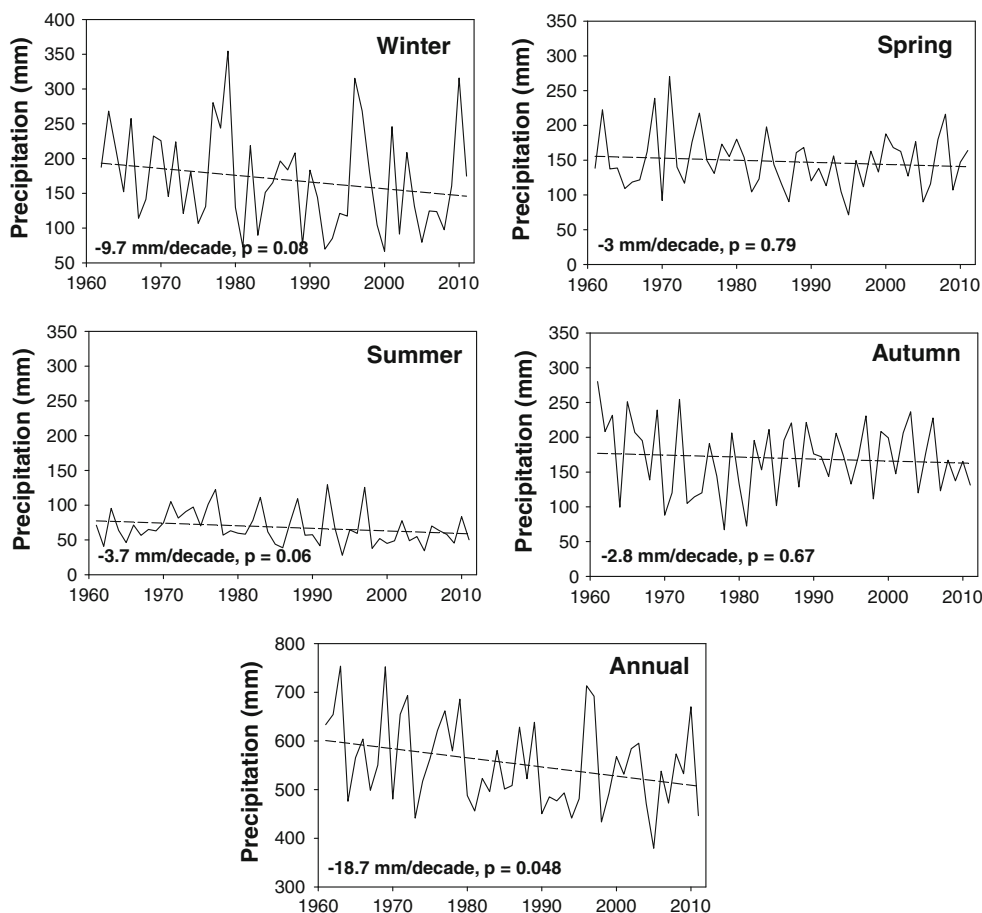 Winter
Precipitation (mm)
400
350
300
250
200
150
100
50
-9.7 mm/decade, p = 0.08
1960 1970 1980 1990 2000 2010
Spring
Precipitation (mm)
350
300
250
200
150
100
50
0
-3 mm/decade, p = 0.79
1960 1970 1980 1990 2000 2010
Summer
Precipitation (mm)
350
300
250
200
150
100
50
0
-3.7 mm/decade, p = 0.06
1960 1970 1980 1990 2000 2010
Autumn
Precipitation (mm)
350
300
250
200
150
100
50
0
-2.8 mm/decade, p = 0.67
1960 1970 1980 1990 2000 2010
Annual
Precipitation (mm)
800
700
600
500
400
300
-18.7 mm/decade, p = 0.048
1960 1970 1980 1990 2000 2010